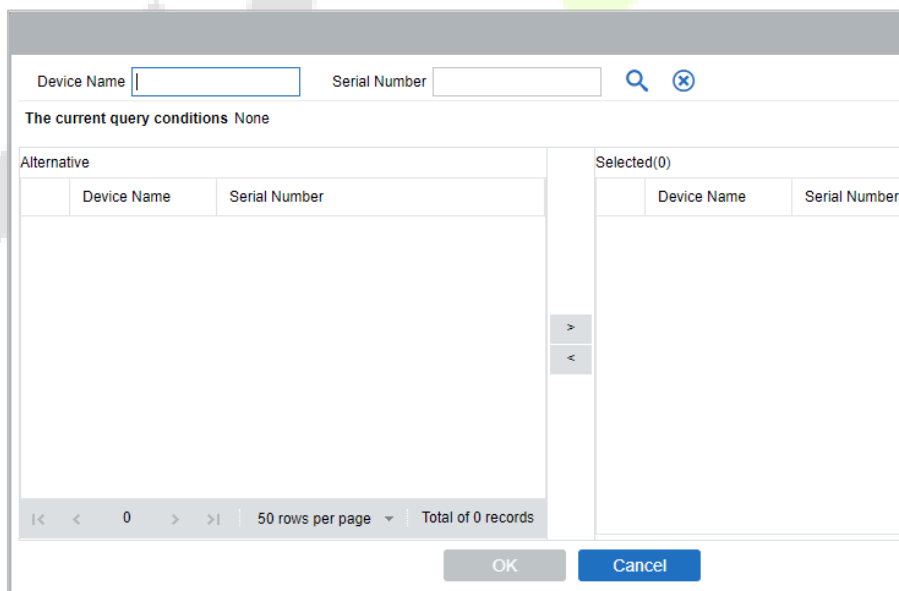 Device Name Serial Number
The current query conditions None
Alternative Selected(0)
Device Name Serial Number Device Name Serial Number
>
<
|< < 0 > >| 50 rows per page Total of 0 records
OK Cancel